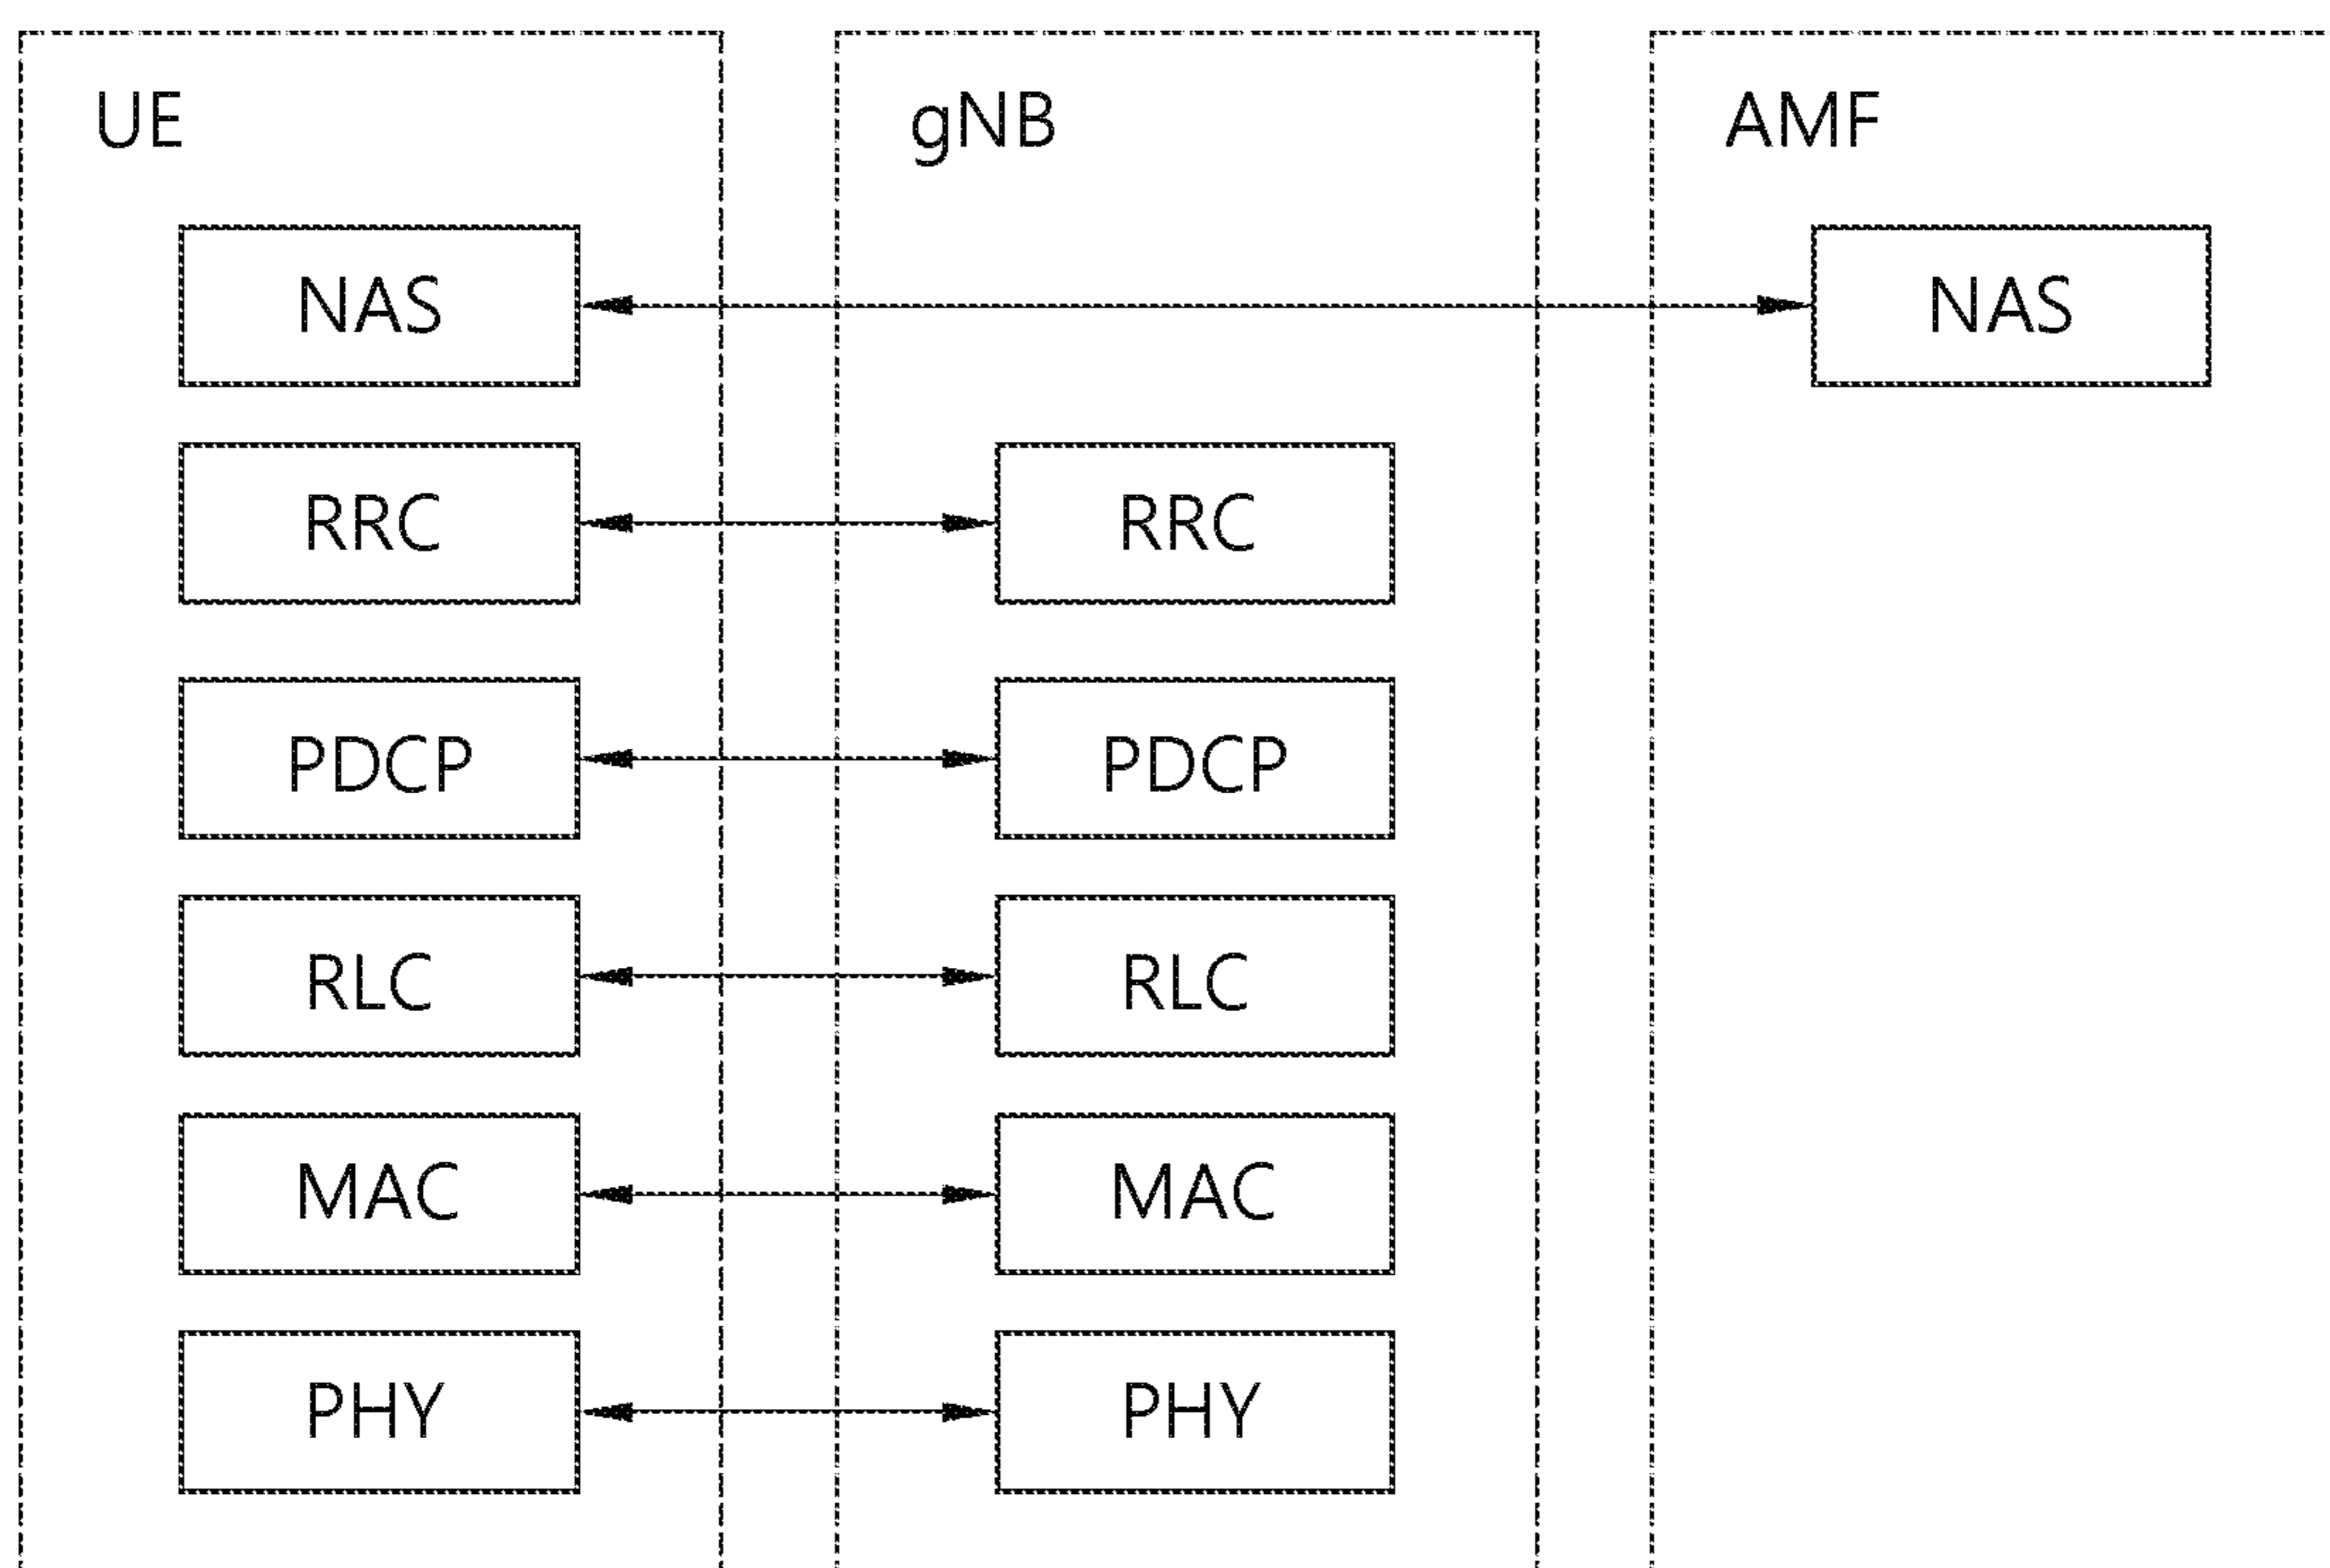 UE gNB AMF
NAS NAS
RRC RRC
PDCP PDCP
RLC RLC
MAC MAC
PHY PHY